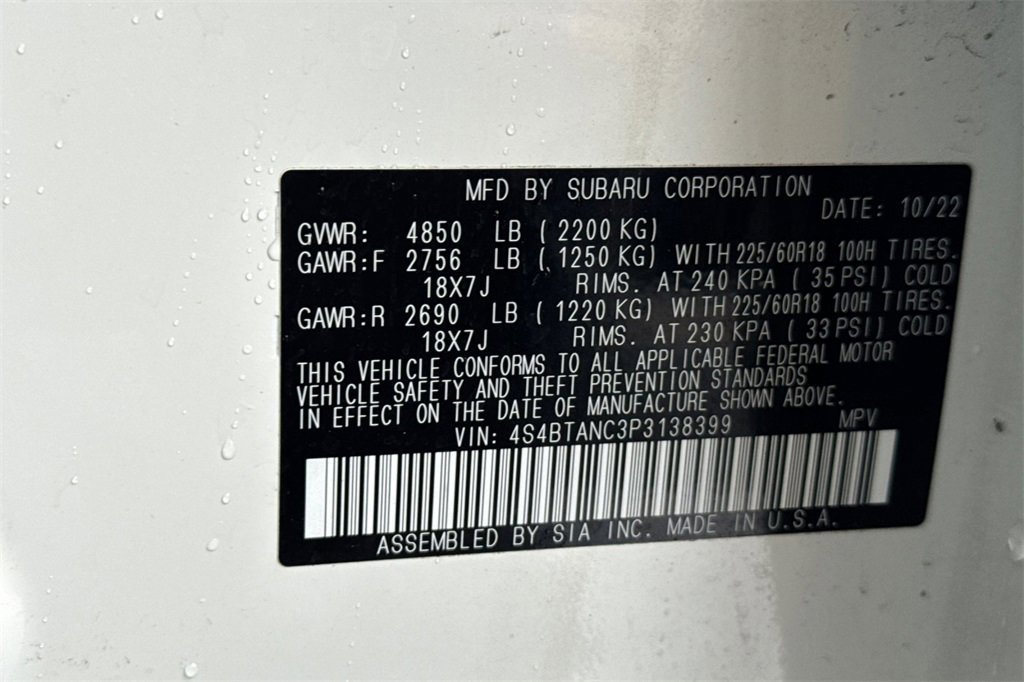 MFD BY SUBARU CORPORATION
DATE: 10/22
GVWR: 4850 LB ( 2200 KG)
GAWR:F 2756 LB ( 1250 KG) WITH 225/60R18 100H TIRES.
18X7J RIMS. AT 240 KPA ( 35 PSI) COLD
GAWR:R 2690 LB ( 1220 KG) WITH 225/60R18 100H TIRES.
18X7J RIMS. AT 230 KPA ( 33 PSI) COLD
THIS VEHICLE CONFORMS TO ALL APPLICABLE FEDERAL MOTOR
VEHICLE SAFETY AND THEFT PREVENTION STANDARDS
IN EFFECT ON THE DATE OF MANUFACTURE SHOWN ABOVE.
VIN: 4S4BTANC3P3138399 MPV
ASSEMBLED BY SIA INC. MADE IN U.S.A.